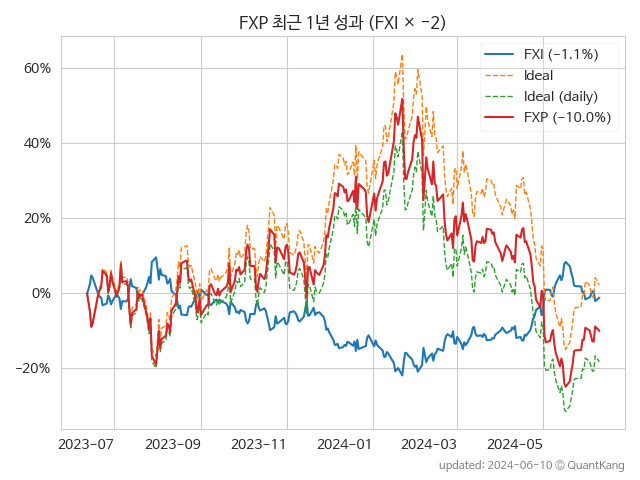 FXP 최근 1년 성과 (FXI × −2)
FXI (−1.1%)
Ideal
Ideal (daily)
FXP (−10.0%)
60%
40%
20%
0%
−20%
2023-07 2023-09 2023-11 2024-01 2024-03 2024-05
updated: 2024-06-10 © QuantKang